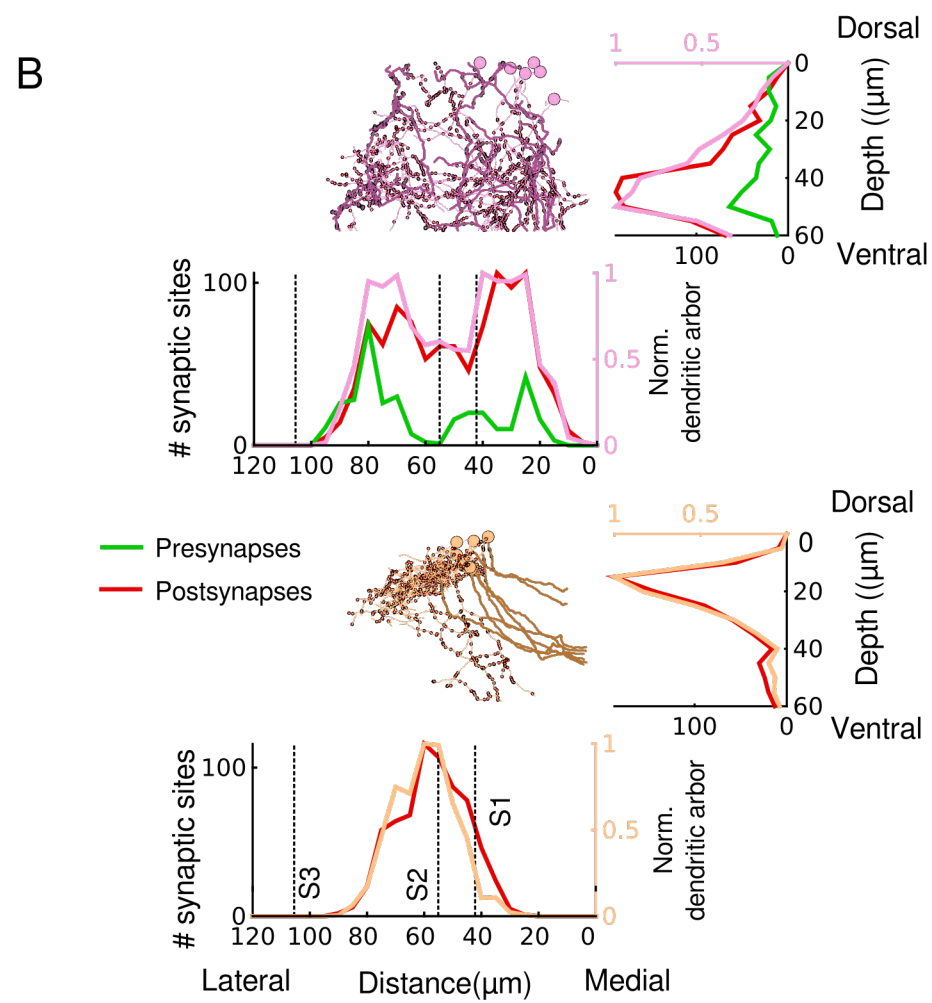 B
Dorsal
1 0.5
0
20
40
60
Depth ((μm)
100 0
Ventral
# synaptic sites
100
0
120 100 80 60 40 20 0
1
0.5
0
Norm.
dendritic arbor
Presynapses
Postsynapses
Dorsal
1 0.5
0
20
40
60
Depth ((μm)
100 0
Ventral
# synaptic sites
100
0
S3
S2
S1
120 100 80 60 40 20 0
1
0.5
0
Norm.
dendritic arbor
Lateral Distance(μm) Medial